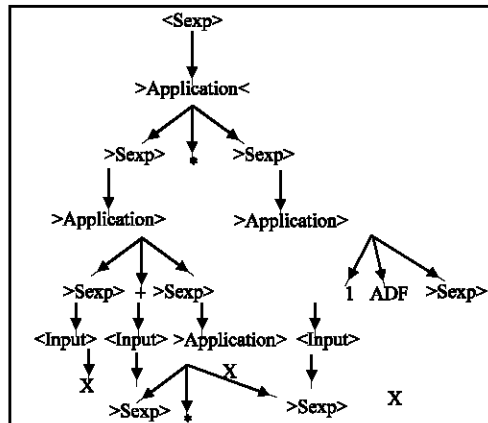 <Sexp>
>Application<
>Sexp> * >Sexp>
>Application> >Application>
>Sexp> + >Sexp> 1 ADF >Sexp>
<Input> <Input> >Application> <Input>
X X X
>Sexp> * >Sexp>